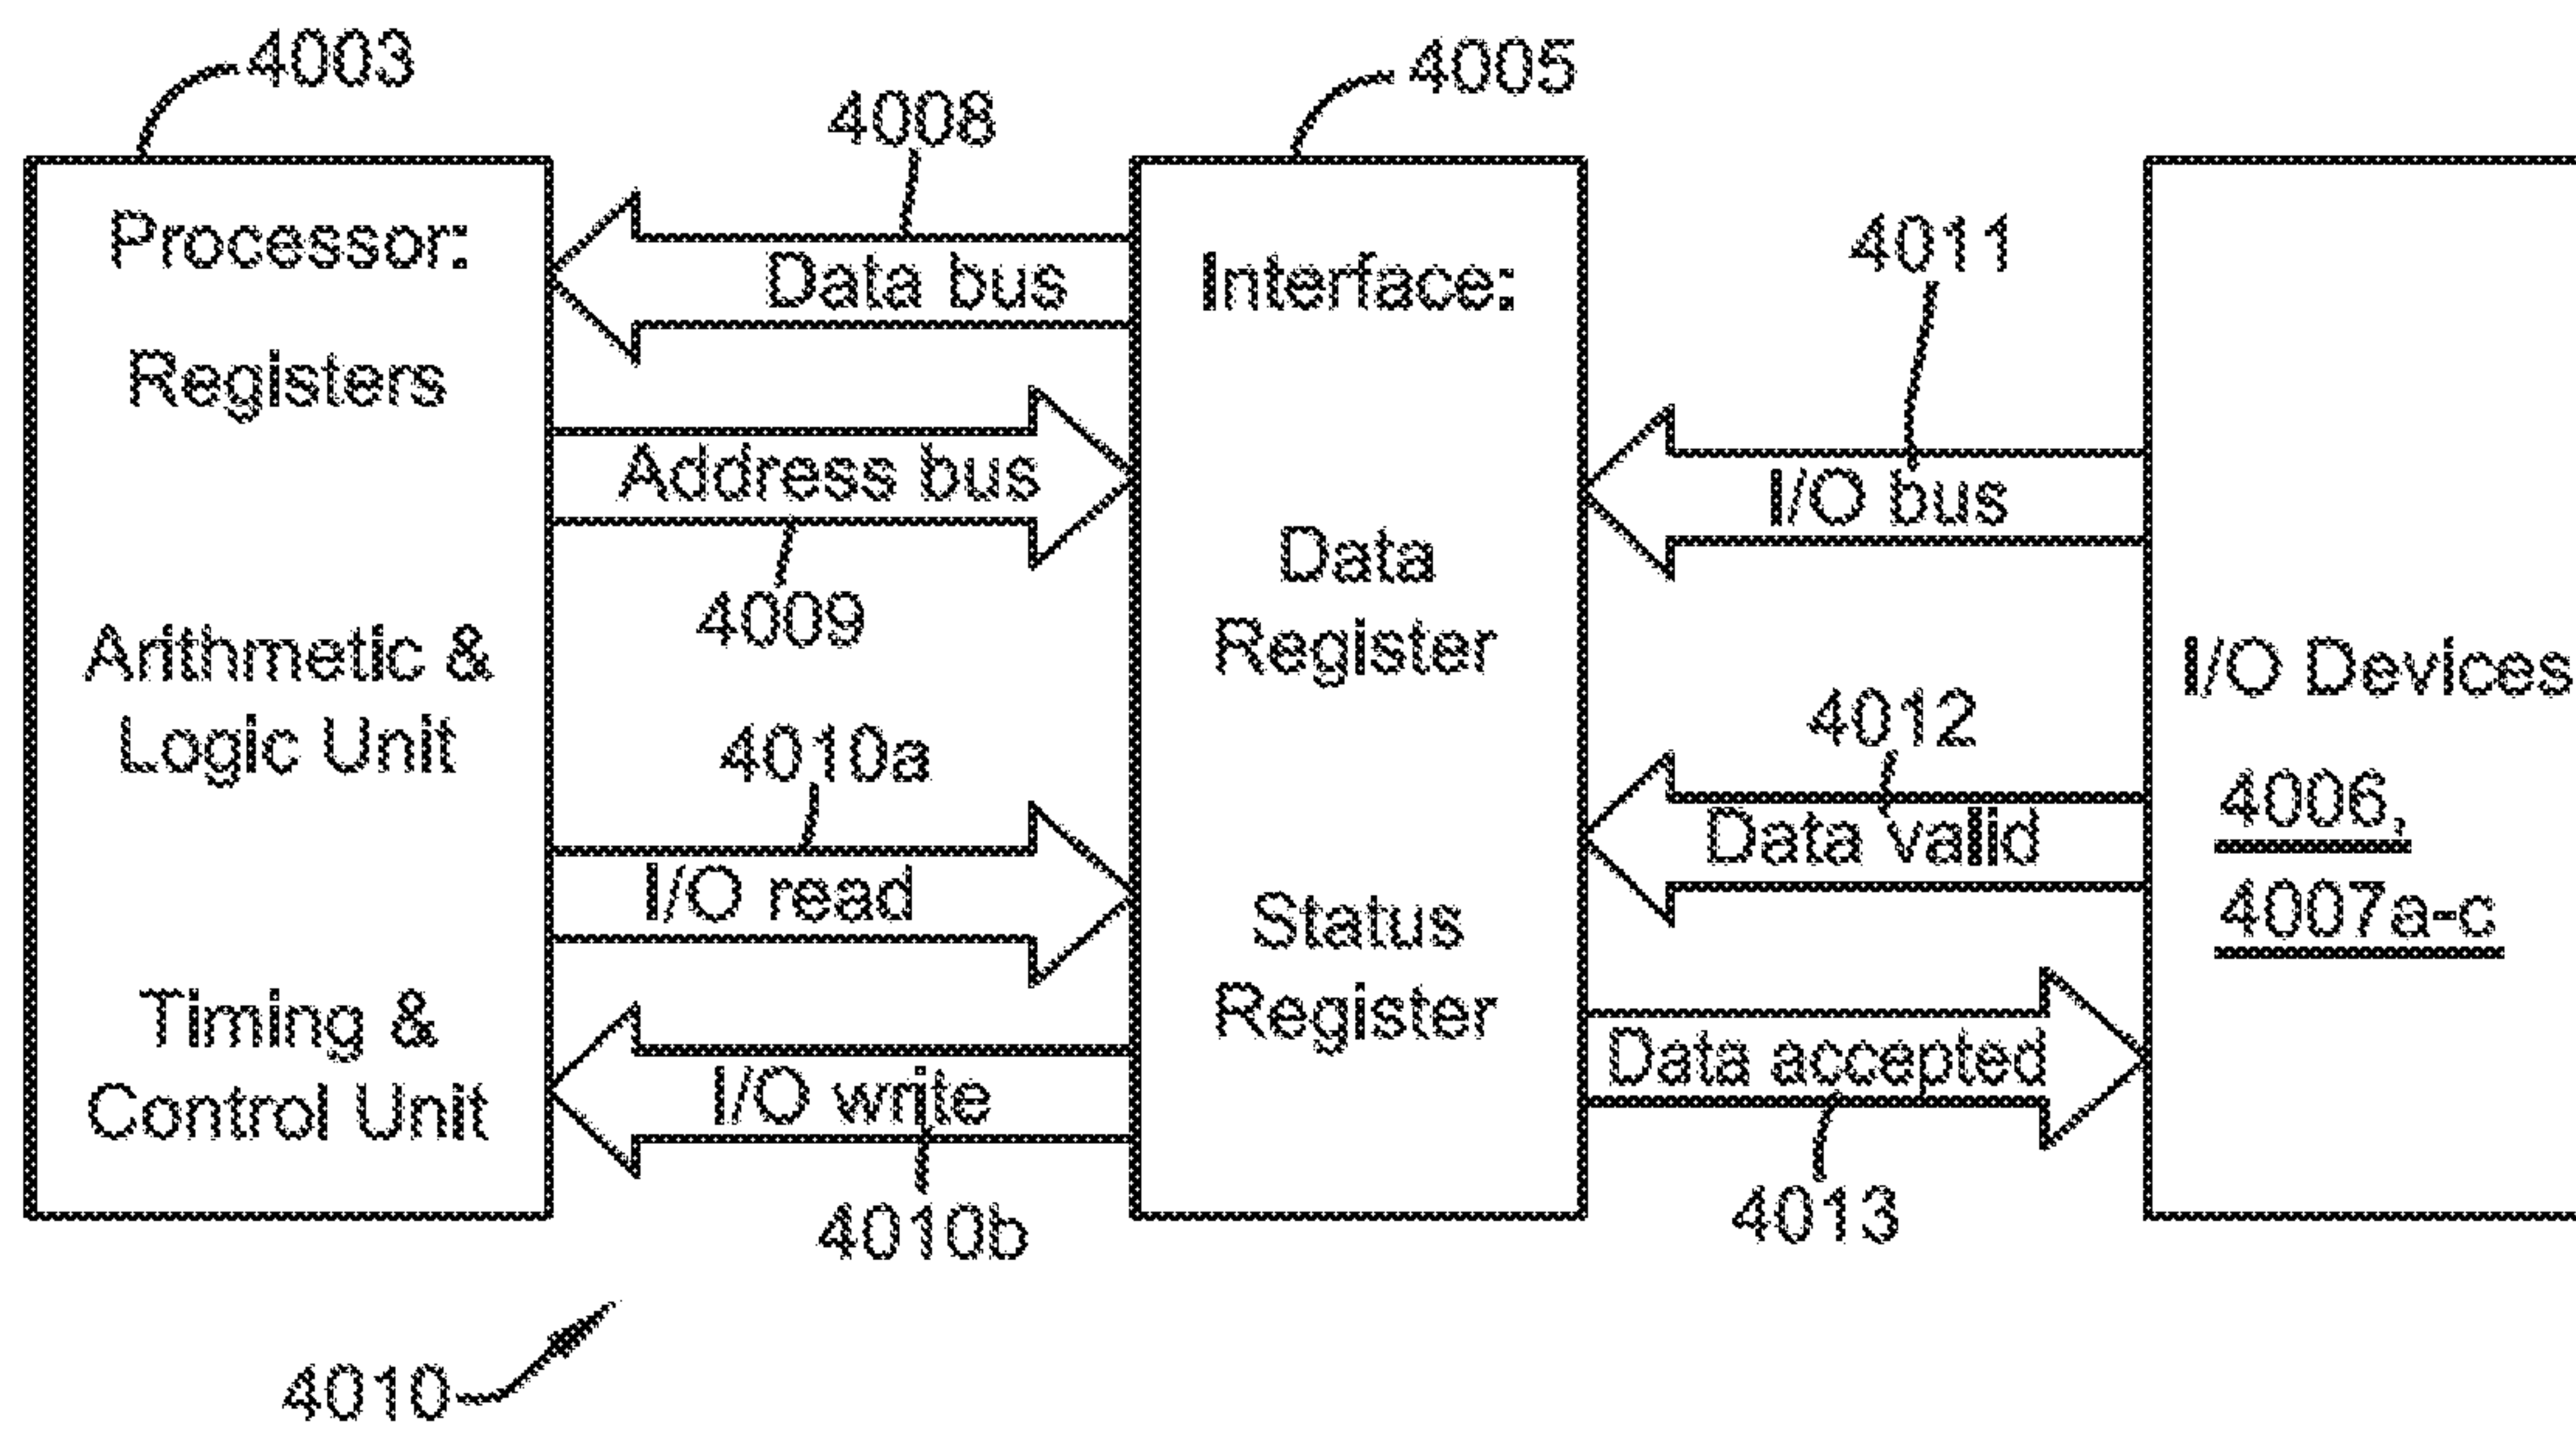 4003
4005
4008
Processor:
Registers
Arithmetic &
Logic Unit
Timing &
Control Unit
Data bus
Address bus
4009
4010a
I/O read
I/O write
4010b
4010
Interface:
Data
Register
Status
Register
4011
I/O bus
4012
Data valid
Data accepted
4013
I/O Devices
4006,
4007a-c